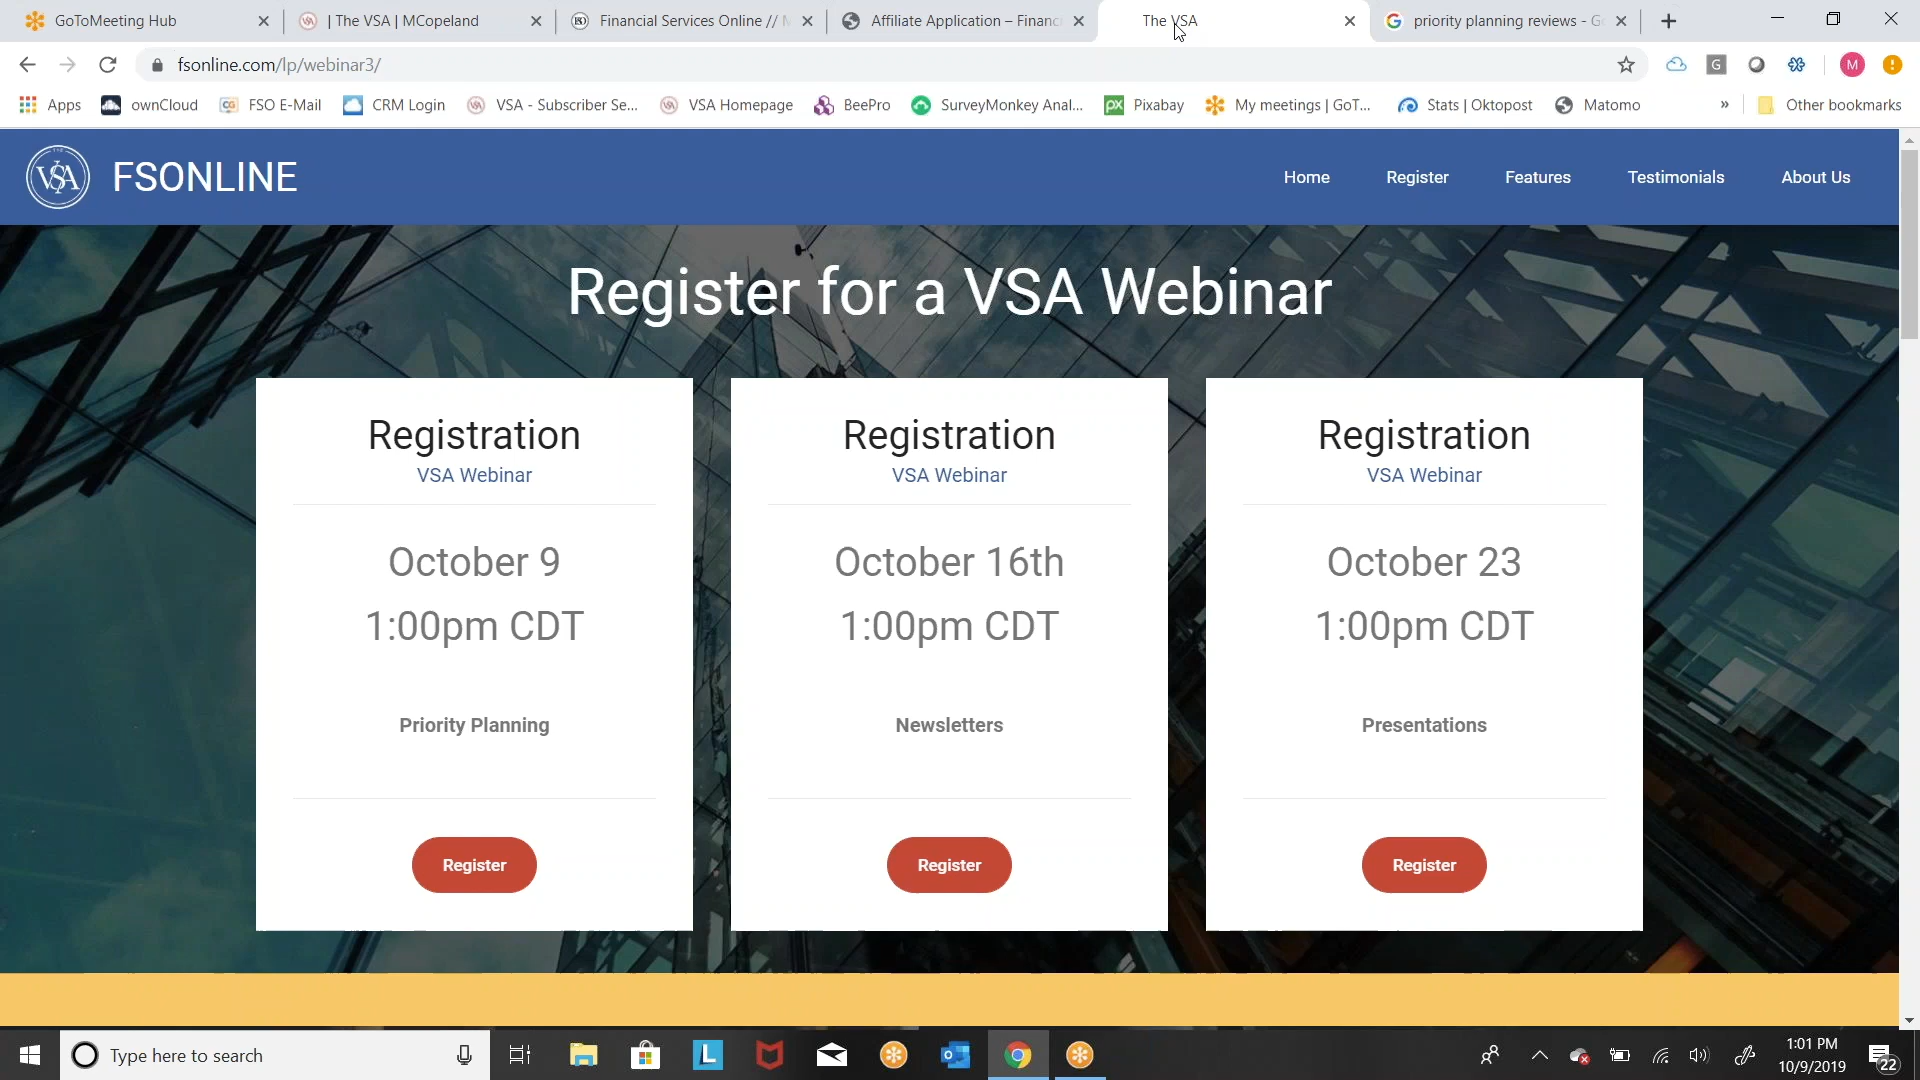 GoToMeeting Hub
| The VSA | MCopeland
Financial Services Online //
Affiliate Application – Financ
The VSA
priority planning reviews - G
fsonline.com/lp/webinar3/
Apps
ownCloud
FSO E-Mail
CRM Login
VSA - Subscriber Se...
VSA Homepage
BeePro
SurveyMonkey Anal...
Pixabay
My meetings | GoT...
Stats | Oktopost
Matomo
»
Other bookmarks
VSA
FSONLINE
Home
Register
Features
Testimonials
About Us
Register for a VSA Webinar
Registration
VSA Webinar
October 9
1:00pm CDT
Priority Planning
Register
Registration
VSA Webinar
October 16th
1:00pm CDT
Newsletters
Register
Registration
VSA Webinar
October 23
1:00pm CDT
Presentations
Register
Type here to search
1:01 PM
10/9/2019
22